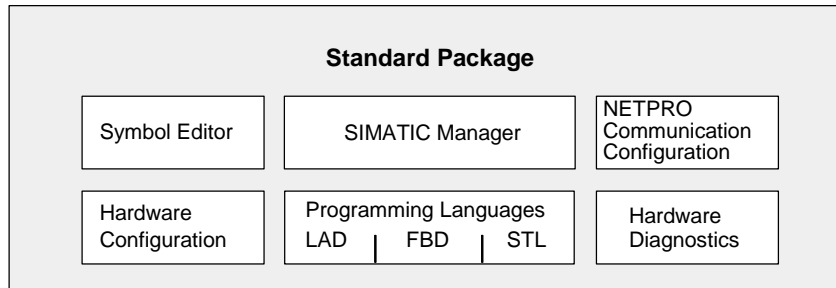 Standard Package
Symbol Editor
SIMATIC Manager
NETPRO
Communication
Configuration
Hardware
Configuration
Programming Languages
LAD FBD STL
Hardware
Diagnostics